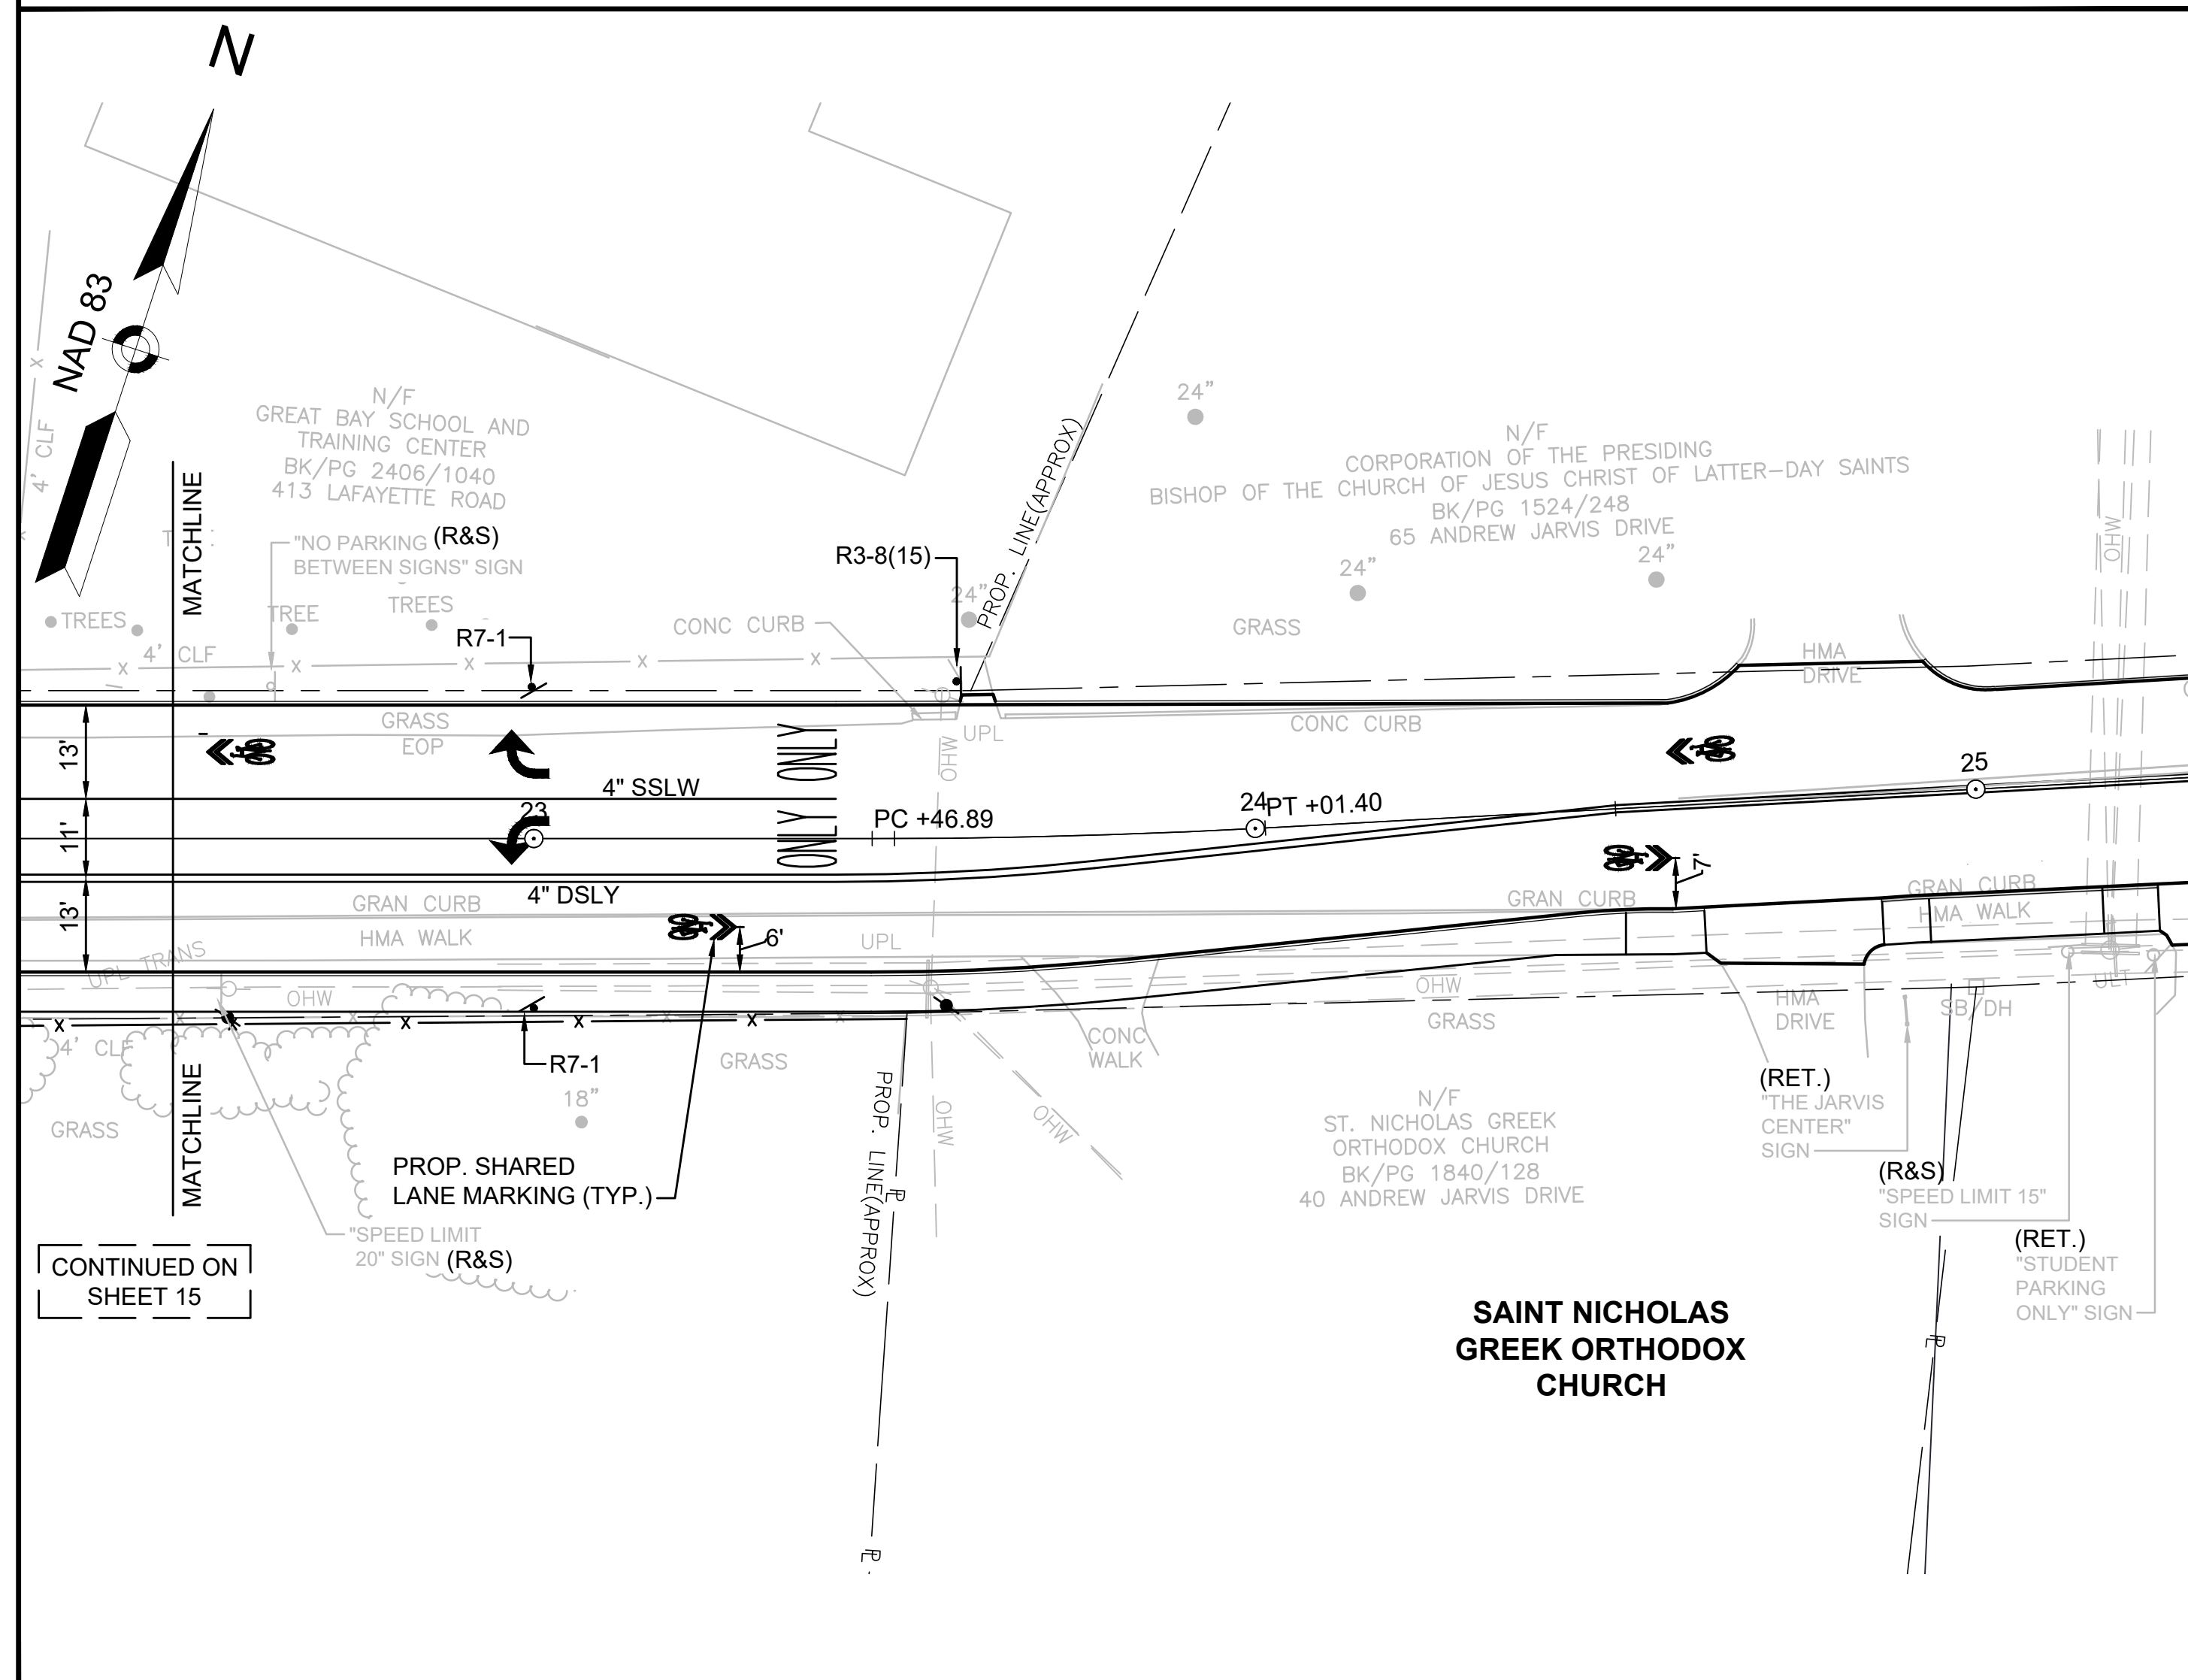 N
NAD 83
4' CLF
N/F
GREAT BAY SCHOOL AND
TRAINING CENTER
BK/PG 2406/1040
413 LAFAYETTE ROAD
MATCHLINE
"NO PARKING (R&S)
BETWEEN SIGNS" SIGN
TREES
TREE
TREES
4' CLF
R7-1
CONC CURB
R3-8(15)
24"
PROP. LINE(APPROX)
24"
N/F
CORPORATION OF THE PRESIDING
BISHOP OF THE CHURCH OF JESUS CHRIST OF LATTER-DAY SAINTS
BK/PG 1524/248
65 ANDREW JARVIS DRIVE
24"
24"
GRASS
HMA
DRIVE
OHW
GRASS
EOP
UPL
CONC CURB
OHW
13'
11'
13'
4" SSLW
ONLY
ONLY
23
PC +46.89
24
PT +01.40
25
4" DSLY
GRAN CURB
HMA WALK
6'
UPL
7'
GRAN CURB
GRAN CURB
HMA WALK
UPL TRANS
OHW
OHW
GRASS
HMA
DRIVE
SB/DH
ULT
x x x x x
x x x x x
4' CLF
GRASS
R7-1
18"
GRASS
CONC
WALK
OHW
OHW
MATCHLINE
PROP. SHARED
LANE MARKING (TYP.)
PROP. LINE(APPROX)
PL
PL
"SPEED LIMIT
20" SIGN (R&S)
CONTINUED ON
SHEET 15
N/F
ST. NICHOLAS GREEK
ORTHODOX CHURCH
BK/PG 1840/128
40 ANDREW JARVIS DRIVE
(RET.)
"THE JARVIS
CENTER"
SIGN
(R&S)
"SPEED LIMIT 15"
SIGN
(RET.)
"STUDENT
PARKING
ONLY" SIGN
PL
SAINT NICHOLAS
GREEK ORTHODOX
CHURCH